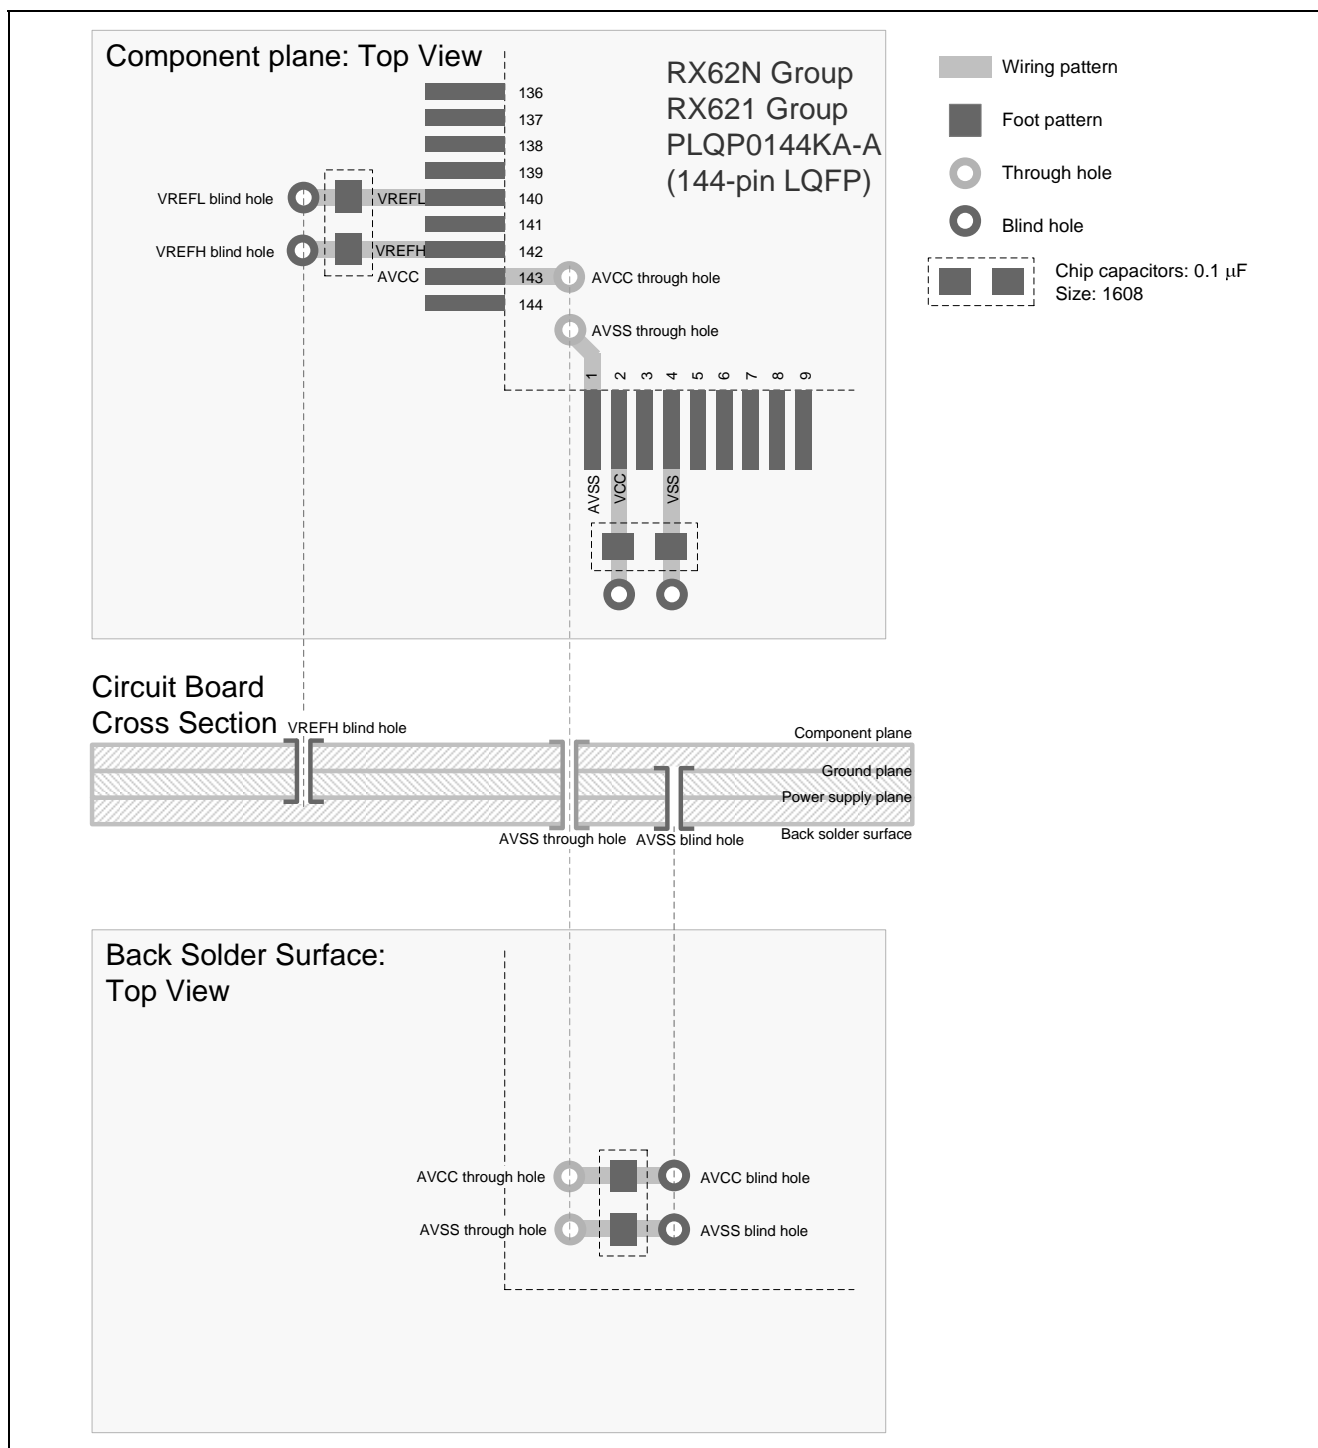 Component plane: Top View
RX62N Group
RX621 Group
PLQP0144KA-A
(144-pin LQFP)
Wiring pattern
Foot pattern
Through hole
Blind hole
Chip capacitors: 0.1 μF
Size: 1608
136
137
138
139
VREFL blind hole
VREFL
140
141
VREFH blind hole
VREFH
142
AVCC
143
AVCC through hole
144
AVSS through hole
1
2
3
4
5
6
7
8
9
AVSS
VCC
VSS
Circuit Board
Cross Section
VREFH blind hole
Component plane
Ground plane
Power supply plane
Back solder surface
AVSS through hole
AVSS blind hole
Back Solder Surface:
Top View
AVCC through hole
AVCC blind hole
AVSS through hole
AVSS blind hole